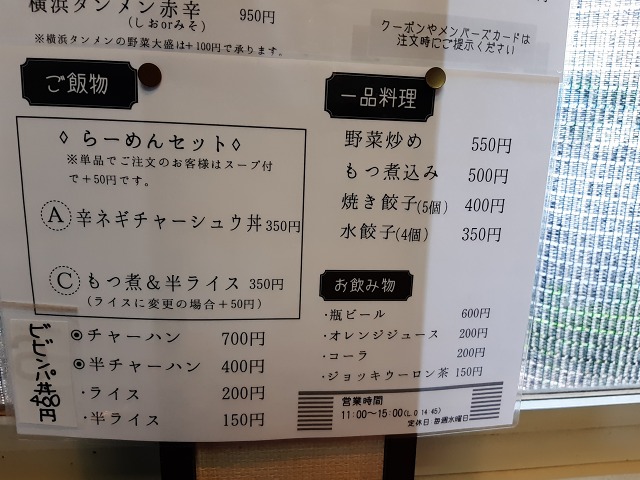 横浜タンメン赤辛 950円
(しおorみそ)
※横浜タンメンの野菜大盛は+100円で承ります。
クーポンやメンバーズカードは
注文時にご提示ください
ご飯物
◇らーめんセット◇
※単品でご注文のお客様はスープ付
で+50円です。
Ⓐ辛ネギチャーシュウ丼350円
Ⓒもつ煮&半ライス 350円
(ライスに変更の場合+50円)
◉チャーハン 700円
◉半チャーハン 400円
・ライス 200円
・半ライス 150円
一品料理
野菜炒め 550円
もつ煮込み 500円
焼き餃子(5個) 400円
水餃子(4個) 350円
お飲み物
・瓶ビール 600円
・オレンジジュース 200円
・コーラ 200円
・ジョッキウーロン茶 150円
営業時間
11:00〜15:00(L.O 14:45)
定休日:毎週水曜日